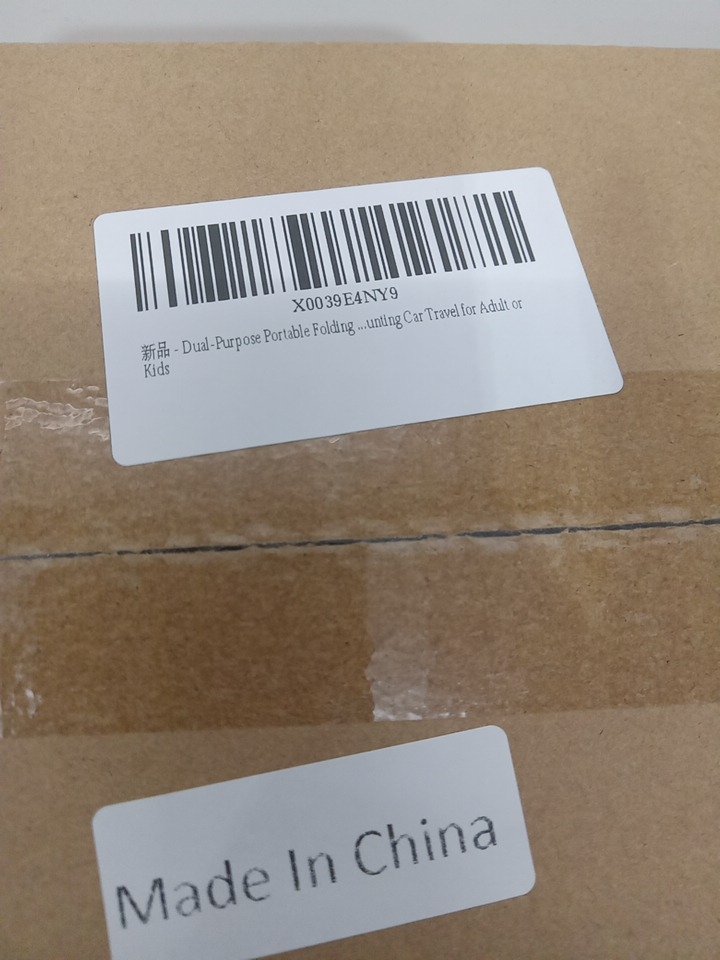 X0039E4NY9
新品 - Dual-Purpose Portable Folding ...unting Car Travel for Adult or
Kids
Made In China